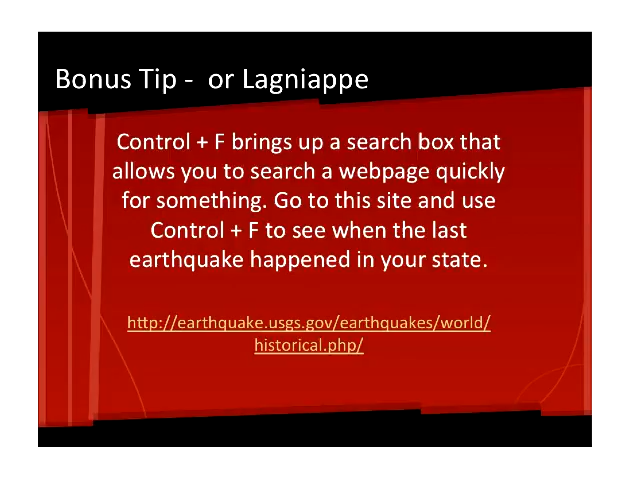 Bonus Tip -  or Lagniappe
Control + F brings up a search box that
allows you to search a webpage quickly
for something. Go to this site and use
Control + F to see when the last
earthquake happened in your state.
http://earthquake.usgs.gov/earthquakes/world/
historical.php/